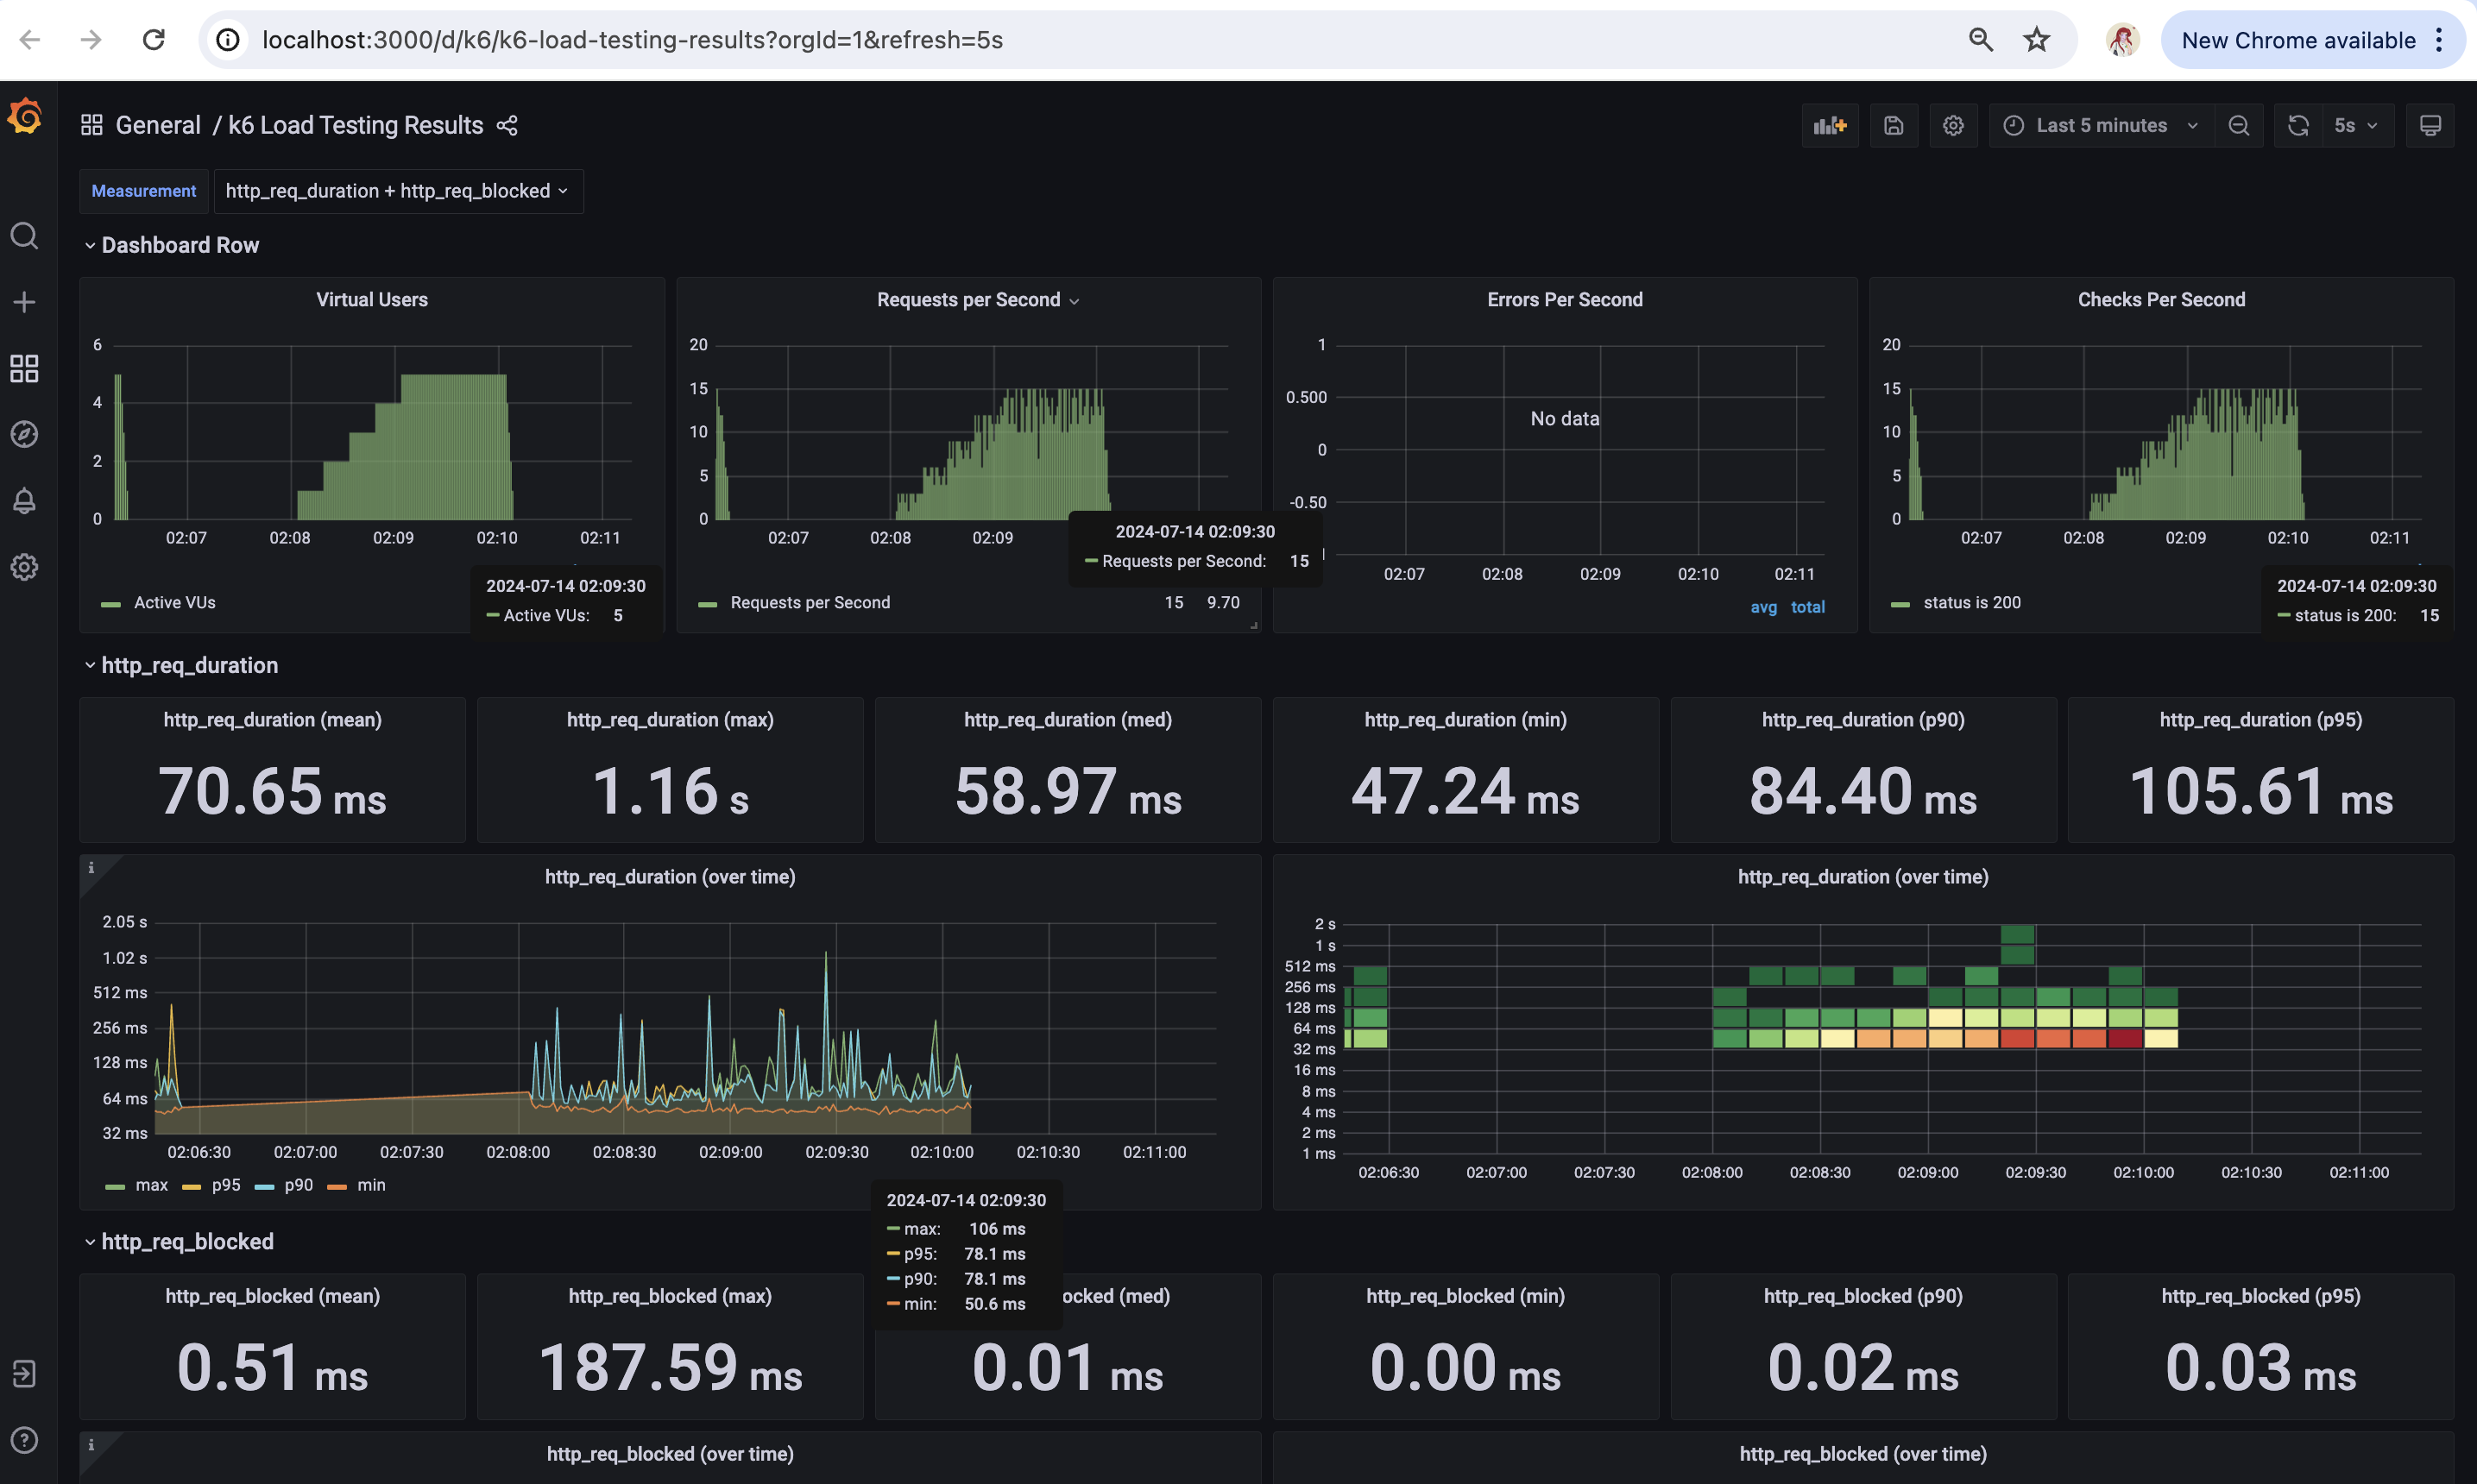 localhost:3000/d/k6/k6-load-testing-results?orgId=1&refresh=5s
New Chrome available
General / k6 Load Testing Results
Last 5 minutes
5s
Measurement
http_req_duration + http_req_blocked
Dashboard Row
Virtual Users
6
4
2
0
02:07 02:08 02:09 02:10 02:11
Active VUs
2024-07-14 02:09:30
Active VUs: 5
Requests per Second
20
15
10
5
0
02:07 02:08 02:09
2024-07-14 02:09:30
Requests per Second: 15
Requests per Second 15 9.70
Errors Per Second
1
0.500
0
-0.50
No data
02:07 02:08 02:09 02:10 02:11
avg total
Checks Per Second
20
15
10
5
0
02:07 02:08 02:09 02:10 02:11
status is 200
2024-07-14 02:09:30
status is 200: 15
http_req_duration
http_req_duration (mean)
70.65 ms
http_req_duration (max)
1.16 s
http_req_duration (med)
58.97 ms
http_req_duration (min)
47.24 ms
http_req_duration (p90)
84.40 ms
http_req_duration (p95)
105.61 ms
i
http_req_duration (over time)
2.05 s
1.02 s
512 ms
256 ms
128 ms
64 ms
32 ms
02:06:30 02:07:00 02:07:30 02:08:00 02:08:30 02:09:00 02:09:30 02:10:00 02:10:30 02:11:00
max p95 p90 min
2024-07-14 02:09:30
max: 106 ms
p95: 78.1 ms
p90: 78.1 ms
min: 50.6 ms
http_req_duration (over time)
2 s
1 s
512 ms
256 ms
128 ms
64 ms
32 ms
16 ms
8 ms
4 ms
2 ms
1 ms
02:06:30 02:07:00 02:07:30 02:08:00 02:08:30 02:09:00 02:09:30 02:10:00 02:10:30 02:11:00
http_req_blocked
http_req_blocked (mean)
0.51 ms
http_req_blocked (max)
187.59 ms
ocked (med)
0.01 ms
http_req_blocked (min)
0.00 ms
http_req_blocked (p90)
0.02 ms
http_req_blocked (p95)
0.03 ms
i
http_req_blocked (over time)
http_req_blocked (over time)